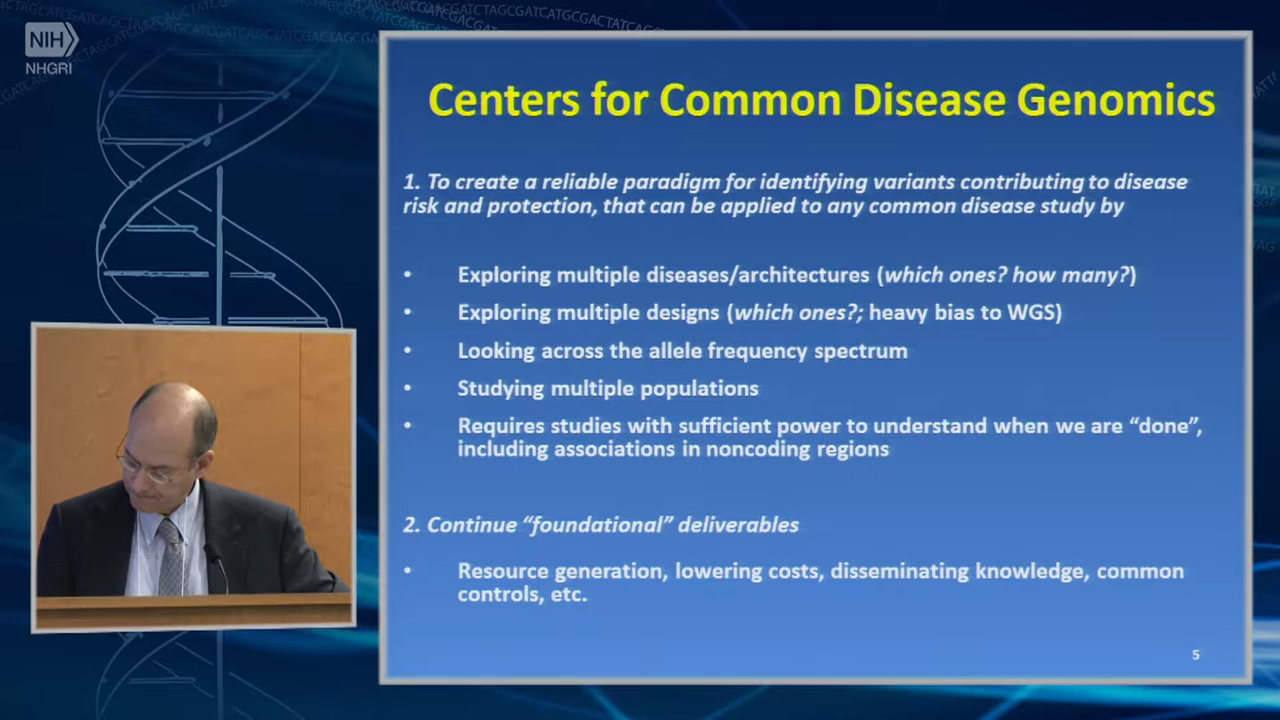 NIH
NHGRI
Centers for Common Disease Genomics
1. To create a reliable paradigm for identifying variants contributing to disease
risk and protection, that can be applied to any common disease study by
• Exploring multiple diseases/architectures (which ones? how many?)
• Exploring multiple designs (which ones?; heavy bias to WGS)
• Looking across the allele frequency spectrum
• Studying multiple populations
• Requires studies with sufficient power to understand when we are “done”,
including associations in noncoding regions
2. Continue “foundational” deliverables
• Resource generation, lowering costs, disseminating knowledge, common
controls, etc.
5